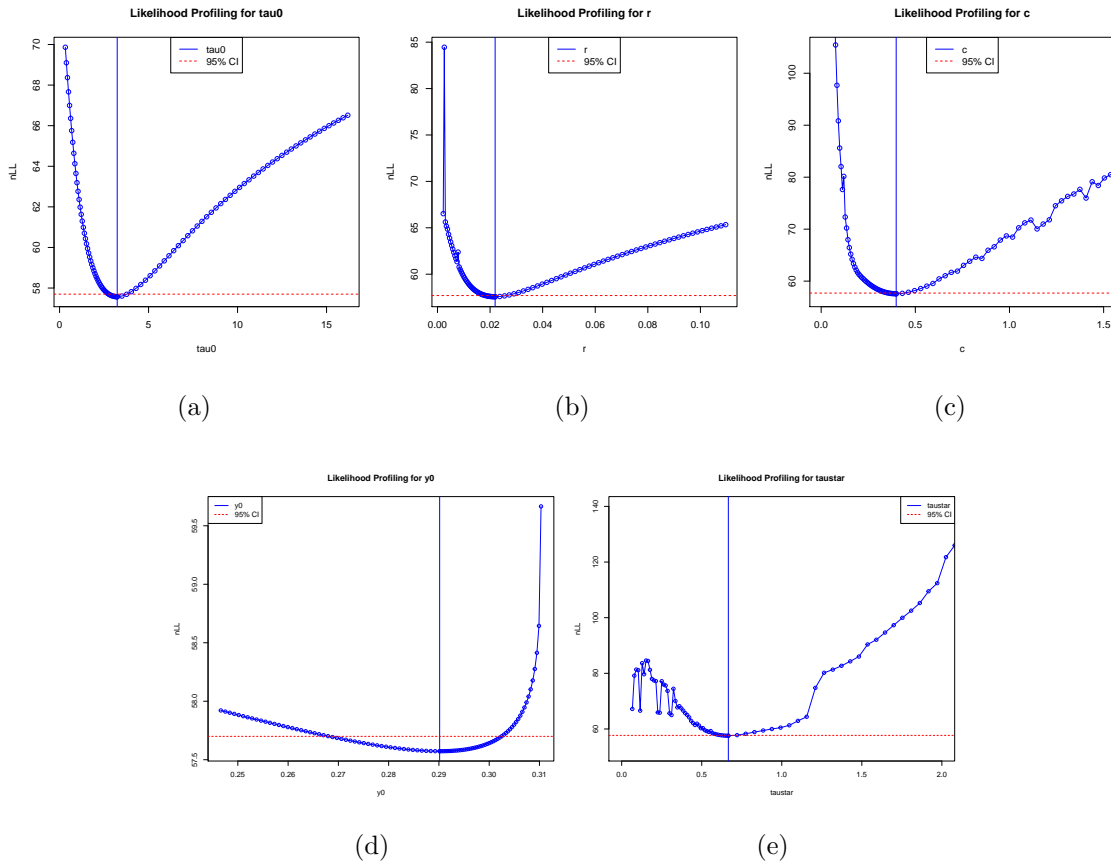 Likelihood Profiling for tau0
tau0
95% CI
nLL
70
68
66
64
62
60
58
0
5
10
15
tau0
(a)
Likelihood Profiling for r
r
95% CI
nLL
85
80
75
70
65
60
0.00
0.02
0.04
0.06
0.08
0.10
r
(b)
Likelihood Profiling for c
c
95% CI
nLL
100
90
80
70
60
0.0
0.5
1.0
1.5
c
(c)
Likelihood Profiling for y0
y0
95% CI
nLL
59.5
59.0
58.5
58.0
57.5
0.25
0.26
0.27
0.28
0.29
0.30
0.31
y0
(d)
Likelihood Profiling for taustar
taustar
95% CI
nLL
140
120
100
80
60
0.0
0.5
1.0
1.5
2.0
taustar
(e)